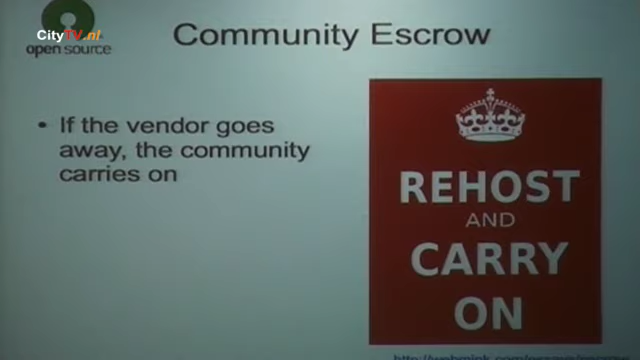 CityTV.nl
open source
Community Escrow
• If the vendor goes
away, the community
carries on
REHOST
AND
CARRY
ON